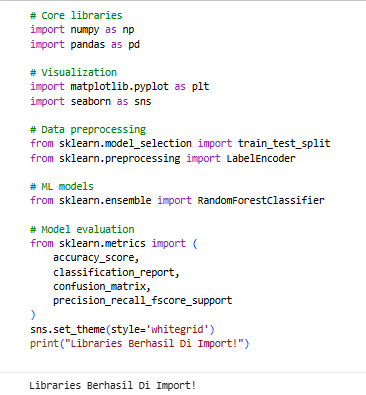 # Core libraries
import numpy as np
import pandas as pd
# Visualization
import matplotlib.pyplot as plt
import seaborn as sns
# Data preprocessing
from sklearn.model_selection import train_test_split
from sklearn.preprocessing import LabelEncoder
# ML models
from sklearn.ensemble import RandomForestClassifier
# Model evaluation
from sklearn.metrics import (
    accuracy_score,
    classification_report,
    confusion_matrix,
    precision_recall_fscore_support
)
sns.set_theme(style='whitegrid')
print("Libraries Berhasil Di Import!")
Libraries Berhasil Di Import!